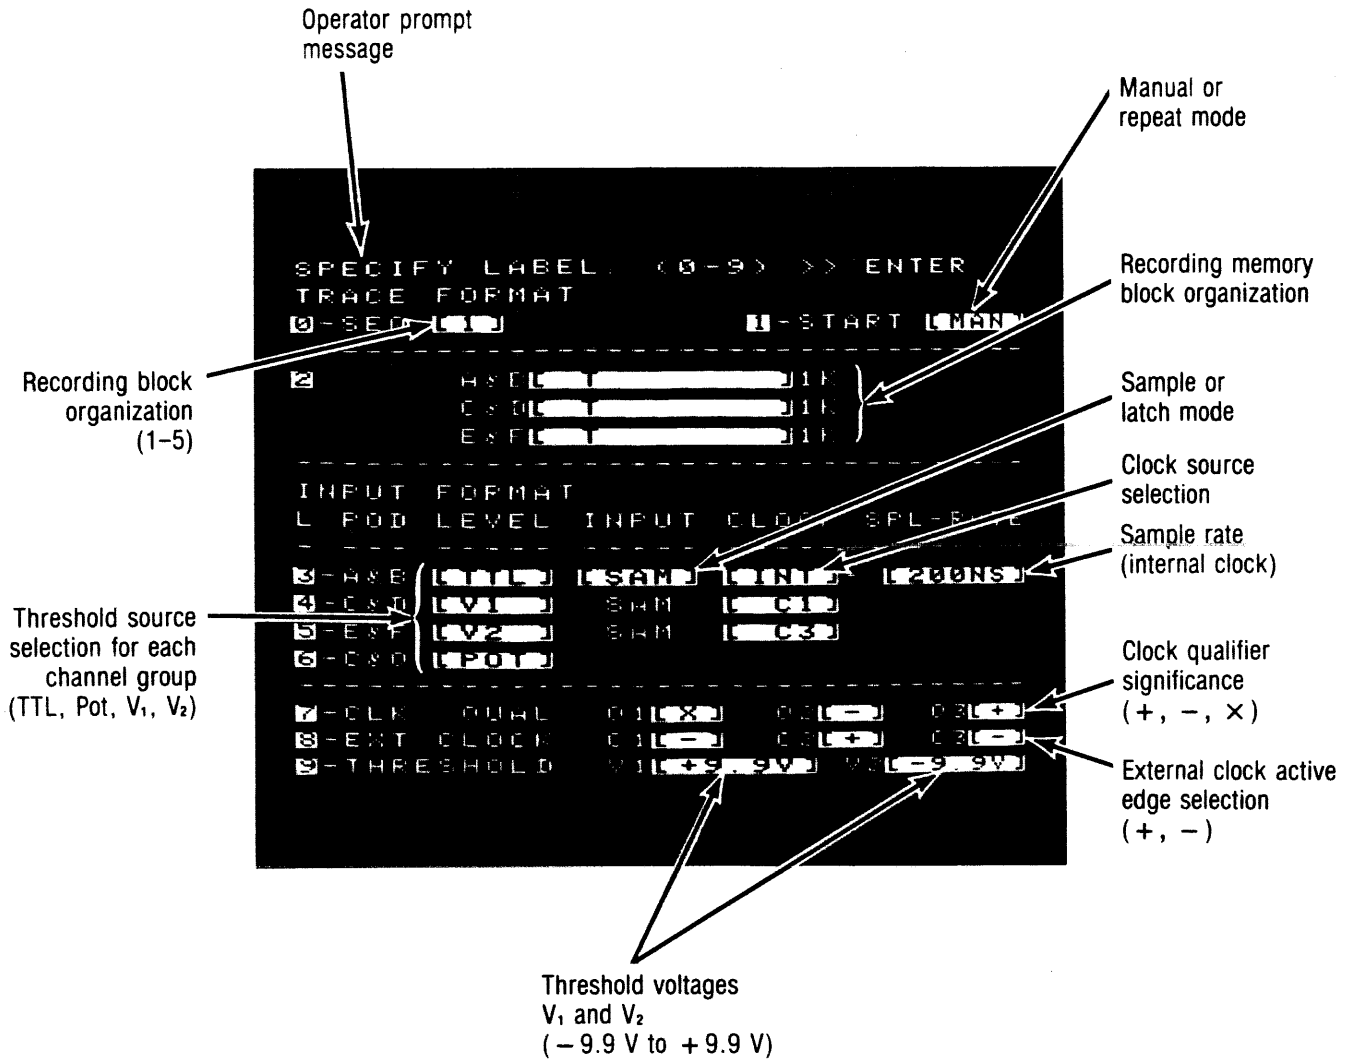 Operator prompt
message
Manual or
repeat mode
SPECIFY LABEL. (0-9) >> ENTER
TRACE FORMAT
0-SEQ [ 1 ] 1-START [MAN]
Recording memory
block organization
Recording block
organization
(1–5)
2 A&B[ T ]1K
C&D[ T ]1K
E&F[ T ]1K
Sample or
latch mode
Clock source
selection
INPUT FORMAT
L POD LEVEL INPUT CLOCK SPL-RATE
Sample rate
(internal clock)
3-A&B [TTL] [SAM] [INT] [200NS]
4-C&D [V1 ] SAM [ C1]
5-E&F [V2 ] SAM [ C3]
6-C&D [POT]
Threshold source
selection for each
channel group
(TTL, Pot, V₁, V₂)
Clock qualifier
significance
(+, −, ×)
7-CLK QUAL Q1[X] Q2[-] Q3[+]
8-EXT CLOCK C1[-] C2[+] C3[-]
9-THRESHOLD V1[+9.9V] V2[-9.9V]
External clock active
edge selection
(+, −)
Threshold voltages
V₁ and V₂
(−9.9 V to +9.9 V)